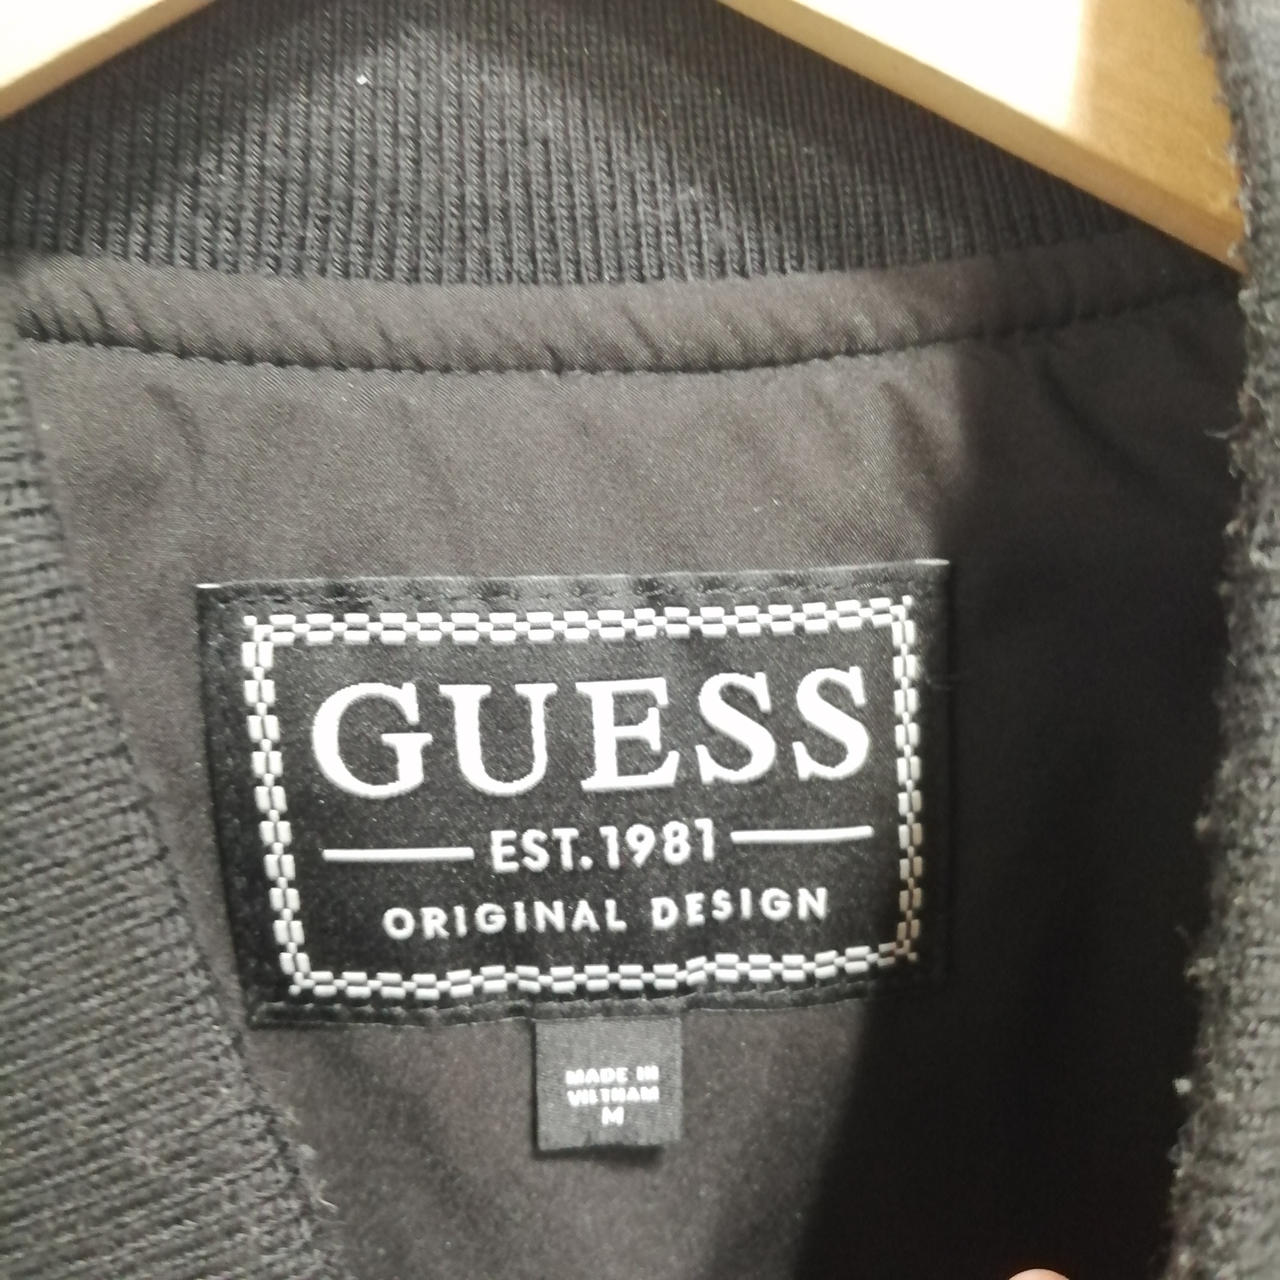 GUESS
EST.1981
ORIGINAL DESIGN
MADE IN
VIETNAM
M